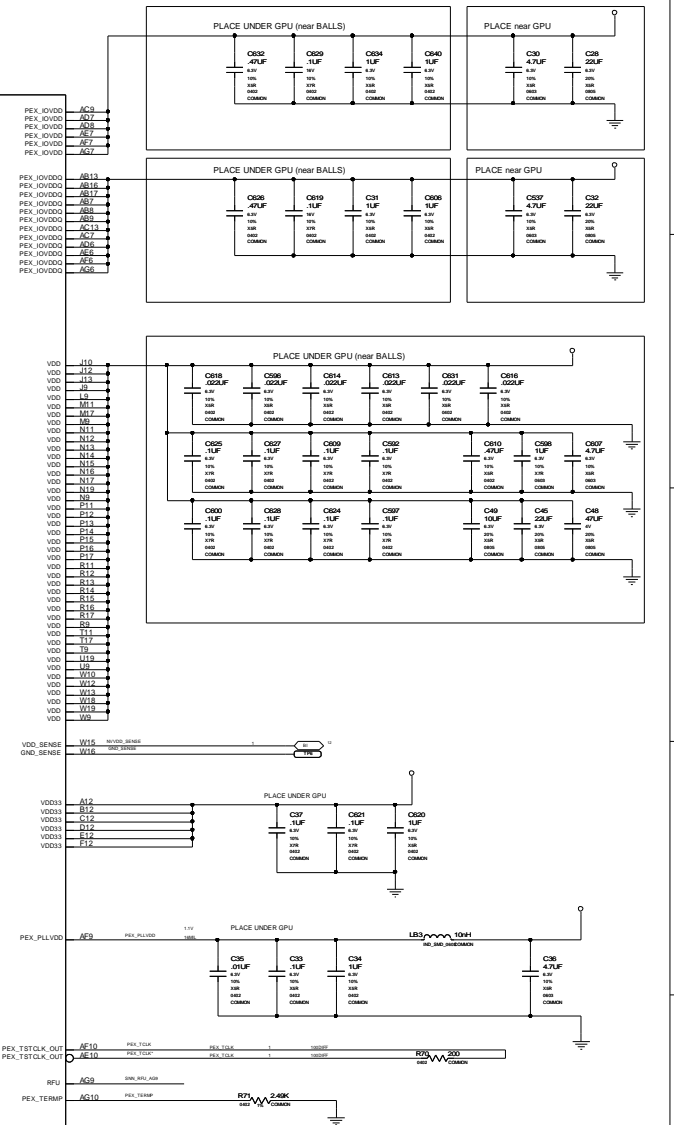 PLACE UNDER GPU (near BALLS)
PLACE near GPU
C632
.47UF
6.3V
10%
X5R
0402
COMMON
C629
.1UF
16V
10%
X7R
0402
COMMON
C634
1UF
6.3V
10%
X5R
0402
COMMON
C640
1UF
6.3V
10%
X5R
0402
COMMON
C30
4.7UF
6.3V
10%
X5R
0603
COMMON
C28
22UF
6.3V
20%
X5R
0805
COMMON
PEX_IOVDD AC9
PEX_IOVDD AD7
PEX_IOVDD AD8
PEX_IOVDD AE7
PEX_IOVDD AF7
PEX_IOVDD AG7
PLACE UNDER GPU (near BALLS)
PLACE near GPU
PEX_IOVDDQ AB13
PEX_IOVDDQ AB16
PEX_IOVDDQ AB17
PEX_IOVDDQ AB7
PEX_IOVDDQ AB8
PEX_IOVDDQ AB9
PEX_IOVDDQ AC13
PEX_IOVDDQ AC7
PEX_IOVDDQ AD6
PEX_IOVDDQ AE6
PEX_IOVDDQ AF6
PEX_IOVDDQ AG6
C626
.47UF
6.3V
10%
X5R
0402
COMMON
C619
.1UF
16V
10%
X7R
0402
COMMON
C31
1UF
6.3V
10%
X5R
0402
COMMON
C608
1UF
6.3V
10%
X5R
0402
COMMON
C537
4.7UF
6.3V
10%
X5R
0603
COMMON
C32
22UF
6.3V
20%
X5R
0805
COMMON
PLACE UNDER GPU (near BALLS)
VDD J10
VDD J12
VDD J13
VDD J9
VDD L9
VDD M11
VDD M17
VDD M9
VDD N11
VDD N12
VDD N13
VDD N14
VDD N15
VDD N16
VDD N17
VDD N19
VDD N9
VDD P11
VDD P12
VDD P13
VDD P14
VDD P15
VDD P16
VDD P17
VDD R11
VDD R12
VDD R13
VDD R14
VDD R15
VDD R16
VDD R17
VDD R9
VDD T11
VDD T17
VDD T9
VDD U19
VDD U9
VDD W10
VDD W12
VDD W13
VDD W18
VDD W19
VDD W9
C618
.022UF
6.3V
10%
X5R
0402
COMMON
C596
.022UF
6.3V
10%
X5R
0402
COMMON
C614
.022UF
6.3V
10%
X5R
0402
COMMON
C613
.022UF
6.3V
10%
X5R
0402
COMMON
C631
.022UF
6.3V
10%
X5R
0402
COMMON
C616
.022UF
6.3V
10%
X5R
0402
COMMON
C625
.1UF
6.3V
10%
X7R
0402
COMMON
C627
.1UF
6.3V
10%
X7R
0402
COMMON
C609
.1UF
6.3V
10%
X7R
0402
COMMON
C592
.1UF
6.3V
10%
X7R
0402
COMMON
C610
.47UF
6.3V
10%
X5R
0402
COMMON
C598
1UF
6.3V
10%
X5R
0402
COMMON
C607
4.7UF
6.3V
10%
X5R
0603
COMMON
C600
.1UF
6.3V
10%
X7R
0402
COMMON
C628
.1UF
6.3V
10%
X7R
0402
COMMON
C624
.1UF
6.3V
10%
X7R
0402
COMMON
C597
.1UF
6.3V
10%
X7R
0402
COMMON
C49
10UF
6.3V
20%
X5R
0805
COMMON
C45
22UF
6.3V
20%
X5R
0805
COMMON
C48
47UF
4V
20%
X5R
0805
COMMON
VDD_SENSE W15 NVVDD_SENSE 1 BI 12
GND_SENSE W16 GND_SENSE TP6
PLACE UNDER GPU
VDD33 A12
VDD33 B12
VDD33 C12
VDD33 D12
VDD33 E12
VDD33 F12
C37
.1UF
6.3V
10%
X7R
0402
COMMON
C621
.1UF
6.3V
10%
X7R
0402
COMMON
C620
1UF
6.3V
10%
X5R
0402
COMMON
PEX_PLLVDD AF9 PEX_PLLVDD 1.1V 16MIL
PLACE UNDER GPU
LB3 10nH
IND_SMD_0603 COMMON
C35
.01UF
6.3V
10%
X5R
0402
COMMON
C33
.1UF
6.3V
10%
X5R
0402
COMMON
C34
1UF
6.3V
10%
X5R
0402
COMMON
C36
4.7UF
6.3V
10%
X5R
0603
COMMON
PEX_TSTCLK_OUT AF10 PEX_TCLK PEX_TCLK 1 100DIFF
PEX_TSTCLK_OUT AE10 PEX_TCLK* PEX_TCLK 1 100DIFF
R70 200
0402 COMMON
RFU AG9 SNN_RFU_AG9
PEX_TERMP AG10 PEX_TERMP
R71 2.49K
0402 1% COMMON